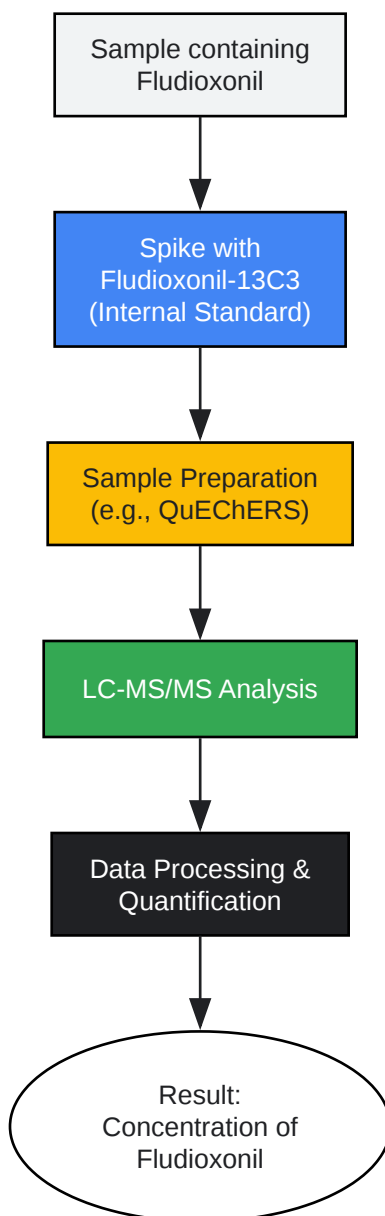 Sample containing
Fludioxonil
Spike with
Fludioxonil-13C3
(Internal Standard)
Sample Preparation
(e.g., QuEChERS)
LC-MS/MS Analysis
Data Processing &
Quantification
Result:
Concentration of
Fludioxonil